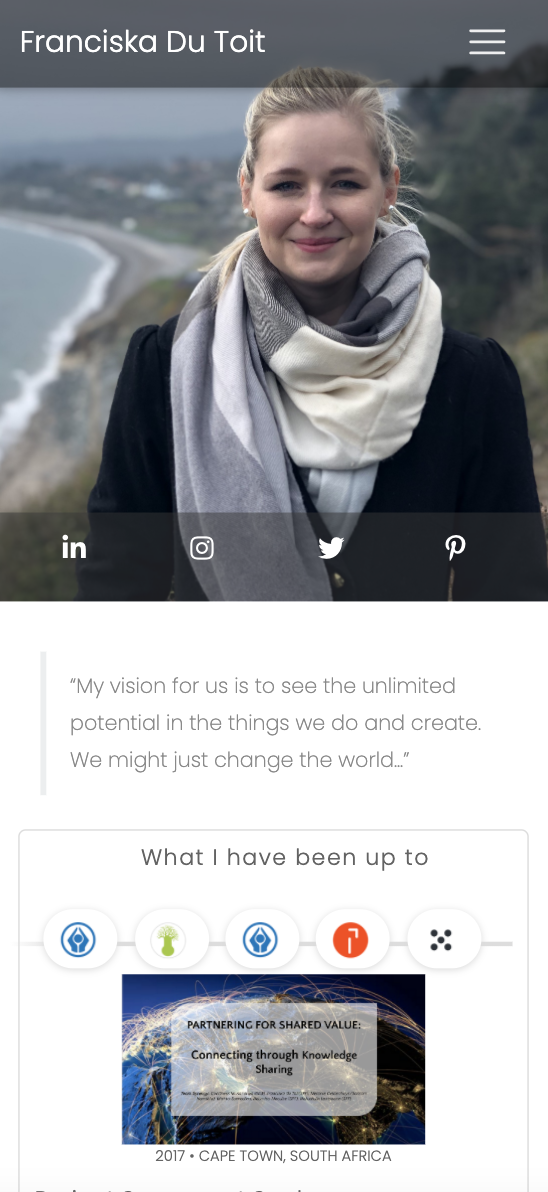 Franciska Du Toit
in
“My vision for us is to see the unlimited
potential in the things we do and create.
We might just change the world...”
What I have been up to
PARTNERING FOR SHARED VALUE:
Connecting through Knowledge
Sharing
2017 • CAPE TOWN, SOUTH AFRICA